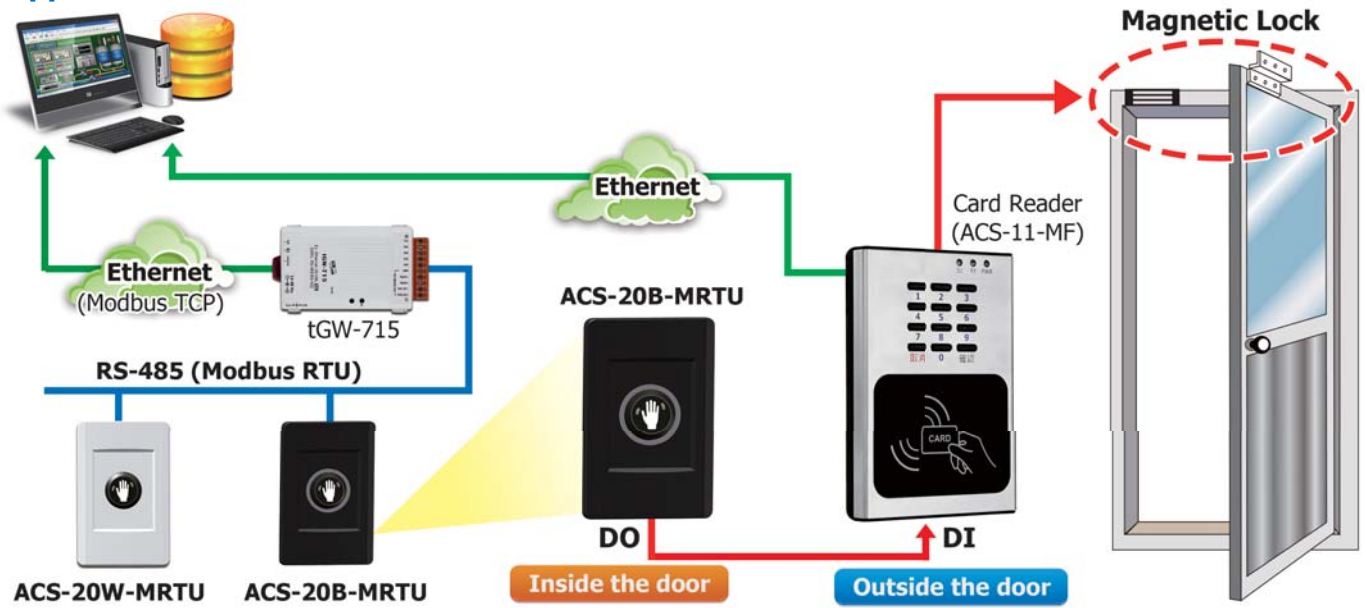 Magnetic Lock
Ethernet
Card Reader
(ACS-11-MF)
Ethernet
(Modbus TCP)
tGW-715
tGW-715
ACS-20B-MRTU
RS-485 (Modbus RTU)
1 2 3
4 5 6
7 8 9
0
CARD
DO
DI
ACS-20W-MRTU
ACS-20B-MRTU
Inside the door
Outside the door